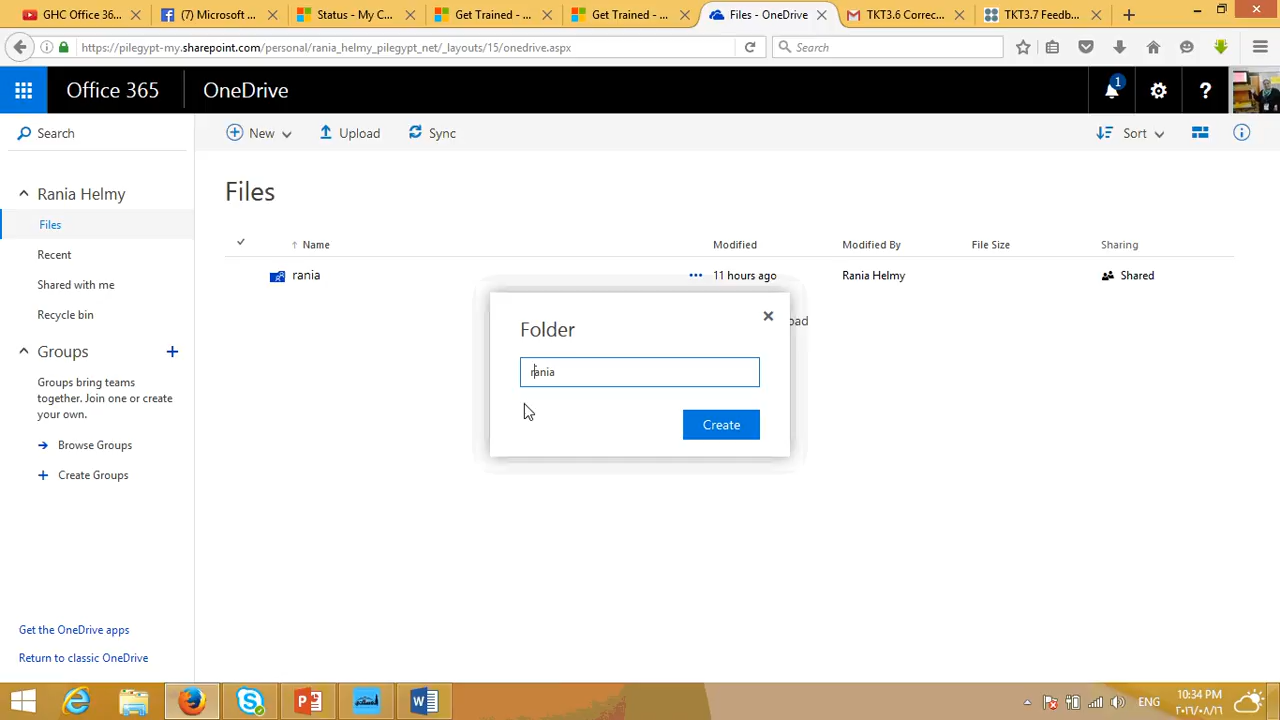 GHC Office 36...
(7) Microsoft
Status - My C...
Get Trained - ...
Get Trained - ...
Files - OneDrive
TKT3.6 Correc...
TKT3.7 Feedb...
https://pilegypt-my.sharepoint.com/personal/rania_helmy_pilegypt_net/_layouts/15/onedrive.aspx
Search
Office 365
OneDrive
1
?
Search
New
Upload
Sync
Sort
Rania Helmy
Files
Recent
Shared with me
Recycle bin
Groups
Groups bring teams
together. Join one or create
your own.
Browse Groups
Create Groups
Get the OneDrive apps
Return to classic OneDrive
Files
Name
Modified
Modified By
File Size
Sharing
rania
11 hours ago
Rania Helmy
Shared
oad
Folder
rania
Create
ENG
10:34 PM